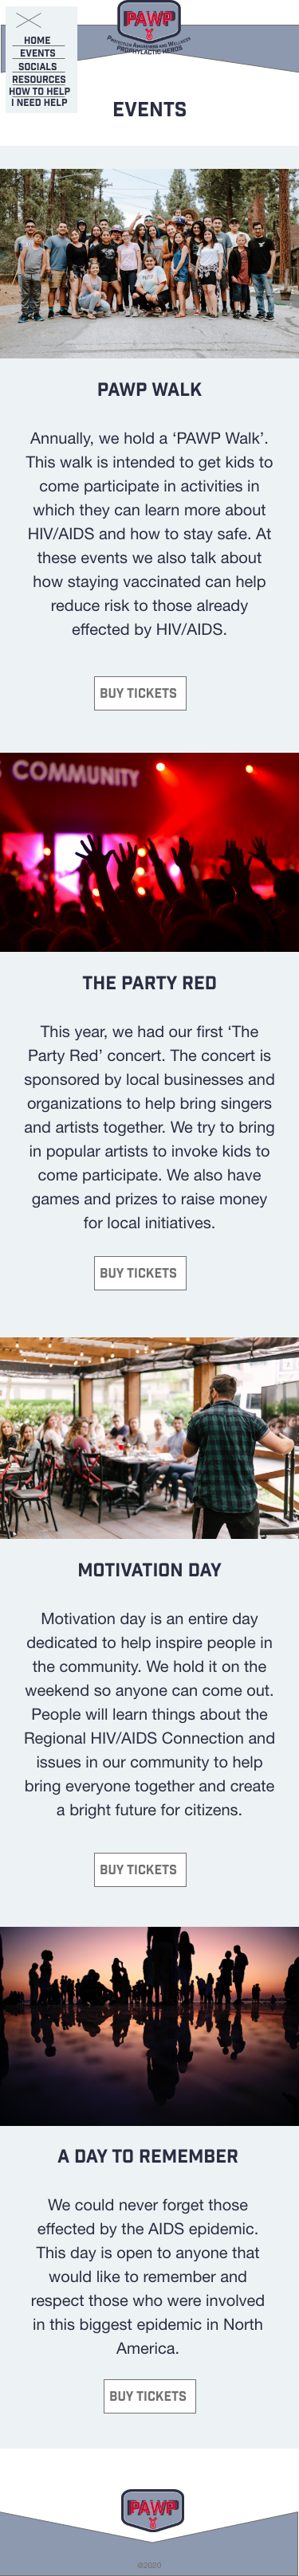 PAWP
Protection Awareness and Wellness
Prophylactic Herds
HOME
EVENTS
SOCIALS
RESOURCES
HOW TO HELP
I NEED HELP
EVENTS
PAWP WALK
Annually, we hold a ‘PAWP Walk’.
This walk is intended to get kids to
come participate in activities in
which they can learn more about
HIV/AIDS and how to stay safe. At
these events we also talk about
how staying vaccinated can help
reduce risk to those already
effected by HIV/AIDS.
BUY TICKETS
COMMUNITY
THE PARTY RED
This year, we had our first ‘The
Party Red’ concert. The concert is
sponsored by local businesses and
organizations to help bring singers
and artists together. We try to bring
in popular artists to invoke kids to
come participate. We also have
games and prizes to raise money
for local initiatives.
BUY TICKETS
MOTIVATION DAY
Motivation day is an entire day
dedicated to help inspire people in
the community. We hold it on the
weekend so anyone can come out.
People will learn things about the
Regional HIV/AIDS Connection and
issues in our community to help
bring everyone together and create
a bright future for citizens.
BUY TICKETS
A DAY TO REMEMBER
We could never forget those
effected by the AIDS epidemic.
This day is open to anyone that
would like to remember and
respect those who were involved
in this biggest epidemic in North
America.
BUY TICKETS
PAWP
@2020